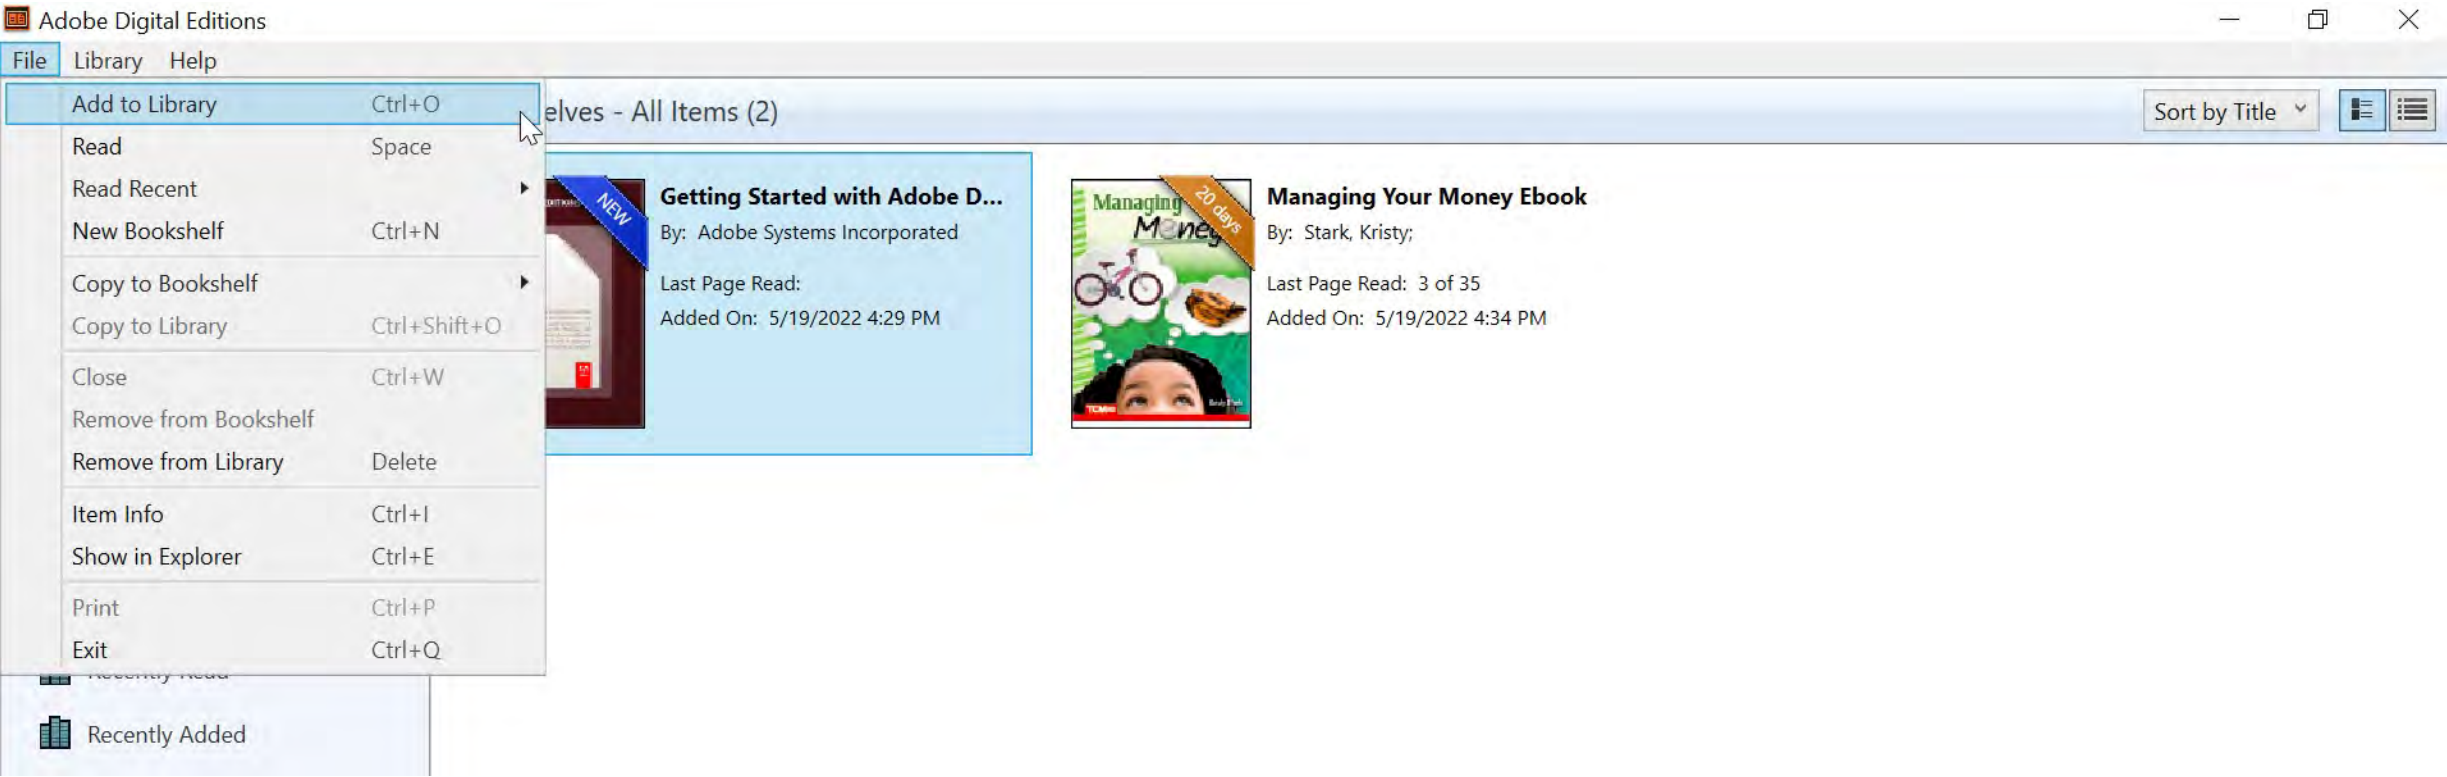 Adobe Digital Editions
File Library Help
Add to Library Ctrl+O
Read Space
Read Recent
New Bookshelf Ctrl+N
Copy to Bookshelf
Copy to Library Ctrl+Shift+O
Close Ctrl+W
Remove from Bookshelf
Remove from Library Delete
Item Info Ctrl+I
Show in Explorer Ctrl+E
Print Ctrl+P
Exit Ctrl+Q
Recently Read
Recently Added
elves - All Items (2)
Sort by Title
NEW
Getting Started with Adobe D...
By: Adobe Systems Incorporated
Last Page Read:
Added On: 5/19/2022 4:29 PM
Managing
Money
20 days
TCM
Managing Your Money Ebook
By: Stark, Kristy;
Last Page Read: 3 of 35
Added On: 5/19/2022 4:34 PM